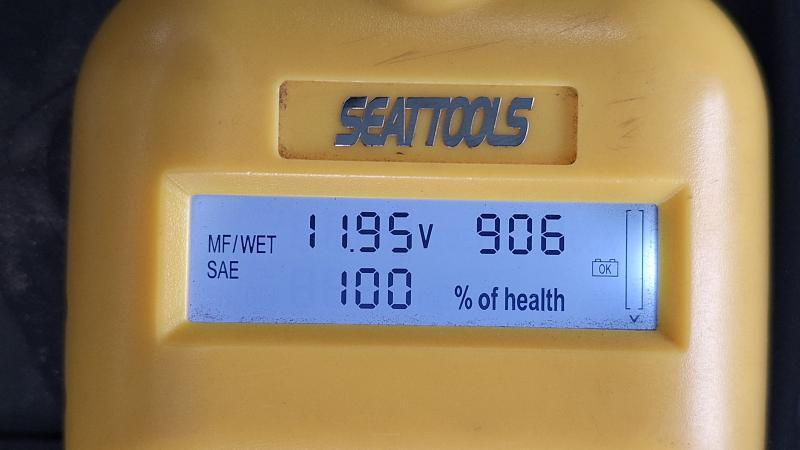 SEATTOOLS
MF/WET 11.95V 906
SAE OK
100 % of health